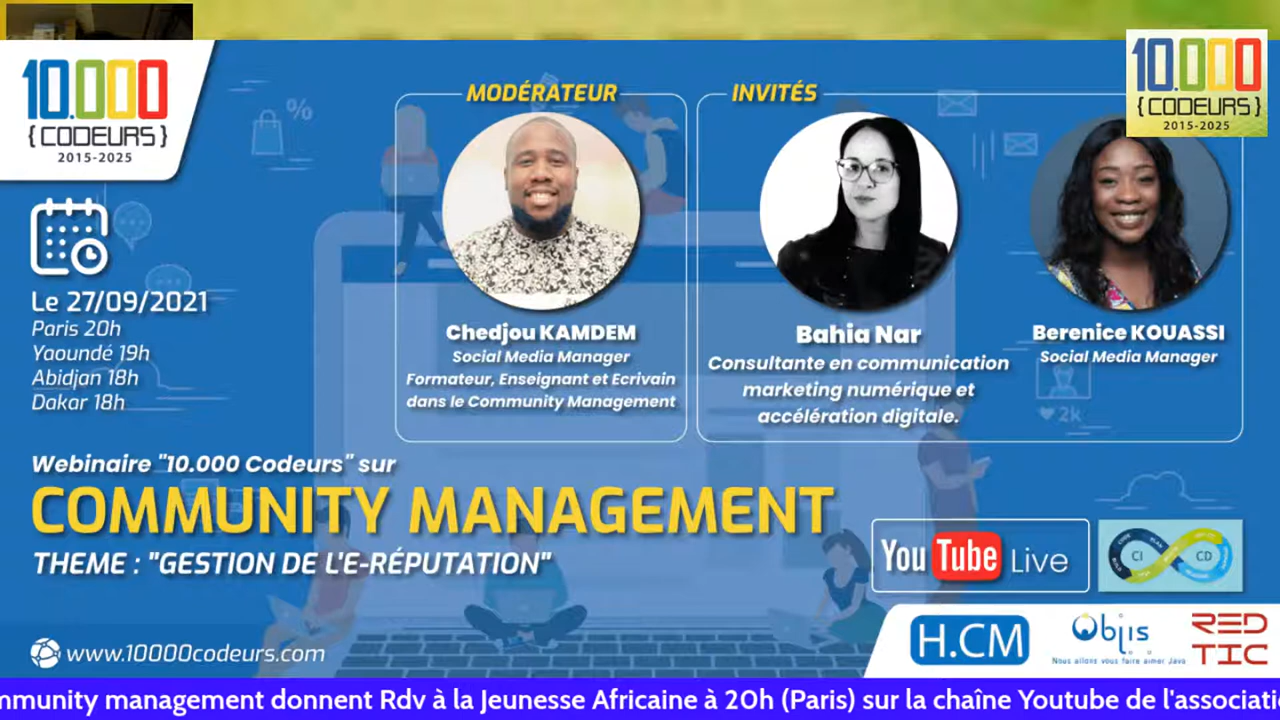 10.000
{CODEURS}
2015-2025
Le 27/09/2021
Paris 20h
Yaoundé 19h
Abidjan 18h
Dakar 18h
MODÉRATEUR
Chedjou KAMDEM
Social Media Manager
Formateur, Enseignant et Ecrivain
dans le Community Management
INVITÉS
Bahia Nar
Consultante en communication
marketing numérique et
accélération digitale.
10.000
{CODEURS}
2015-2025
Berenice KOUASSI
Social Media Manager
%
2k
Webinaire "10.000 Codeurs" sur
COMMUNITY MANAGEMENT
THEME : "GESTION DE L'E-RÉPUTATION"
YouTube Live
CI CD
www.10000codeurs.com
H.CM
Objis
Nous allons vous faire aimer Java
RED
TIC
mmunity management donnent Rdv à la Jeunesse Africaine à 20h (Paris) sur la chaîne Youtube de l'associati